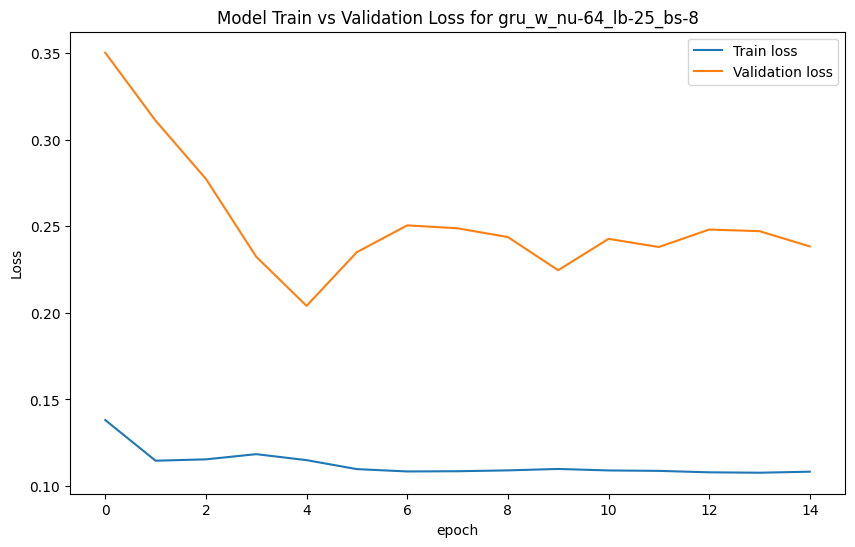 Model Train vs Validation Loss for gru_w_nu-64_lb-25_bs-8
Train loss
Validation loss
0.35
0.30
0.25
0.20
0.15
0.10
Loss
0 2 4 6 8 10 12 14
epoch